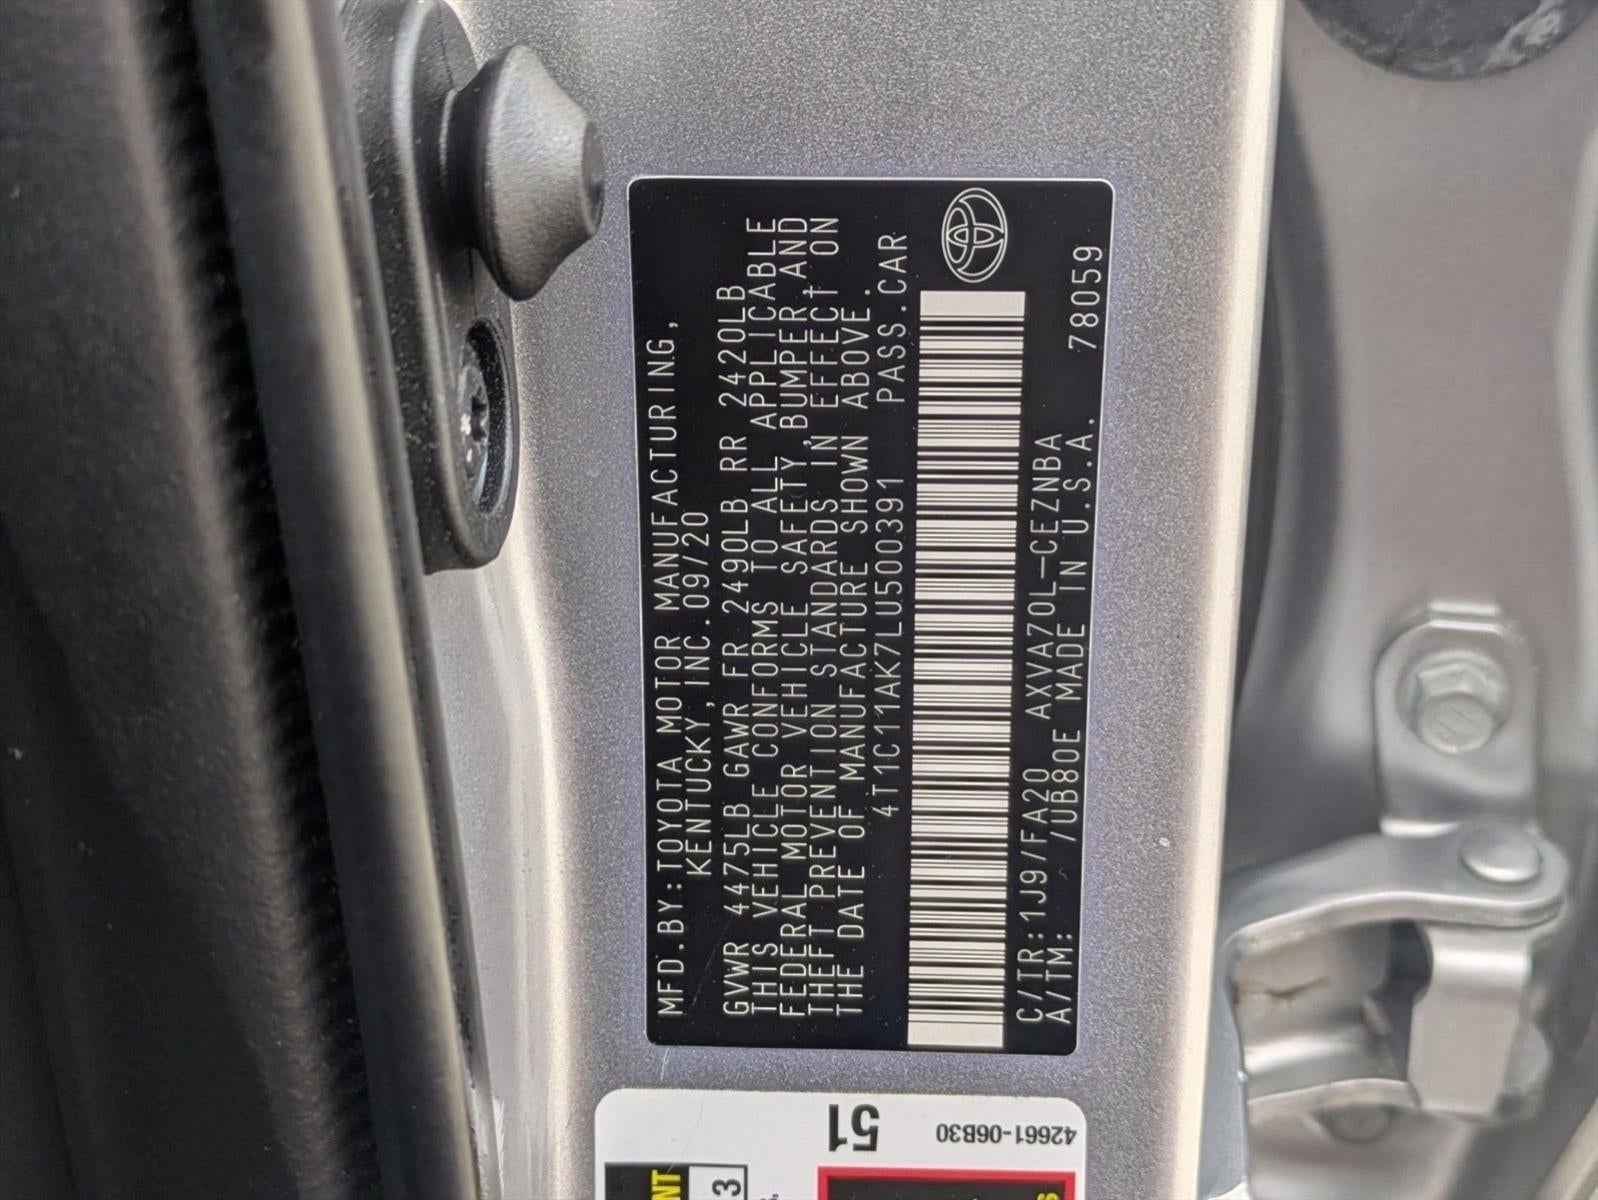 MFD.BY:TOYOTA MOTOR MANUFACTURING,
KENTUCKY,INC.09/20
GVWR 4475LB GAWR FR 2490LB RR 2420LB
THIS VEHICLE CONFORMS TO ALL APPLICABLE
FEDERAL MOTOR VEHICLE SAFETY,BUMPER,AND
THEFT PREVENTION STANDARDS IN EFFECT ON
THE DATE OF MANUFACTURE SHOWN ABOVE.
4T1C11AK7LU500391 PASS.CAR
C/TR:1J9/FA20 AXVA70L-CEZNBA 78059
A/TM: /UB80E MADE IN U.S.A.
42661-06B30
51
NT
3